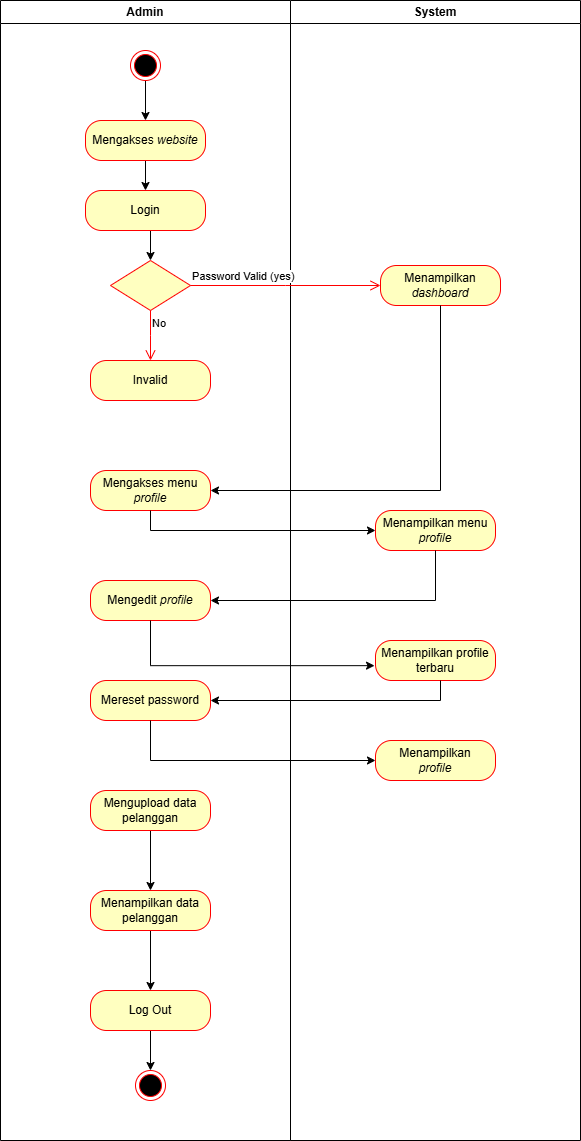 Admin
System
Mengakses website
Login
Password Valid (yes)
Menampilkan
dashboard
No
Invalid
Mengakses menu
profile
Menampilkan menu
profile
Mengedit profile
Menampilkan profile
terbaru
Mereset password
Menampilkan
profile
Mengupload data
pelanggan
Menampilkan data
pelanggan
Log Out